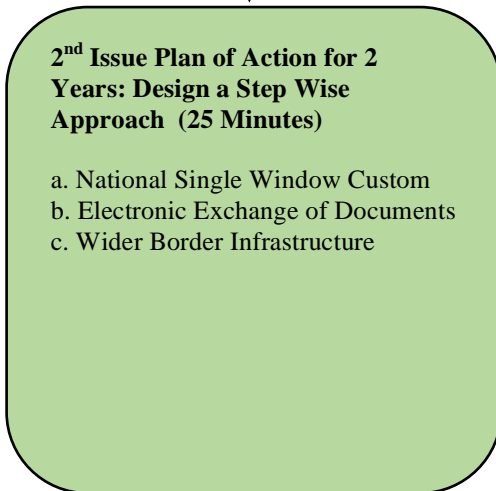 2nd Issue Plan of Action for 2
Years: Design a Step Wise
Approach (25 Minutes)
a. National Single Window Custom
b. Electronic Exchange of Documents
c. Wider Border Infrastructure